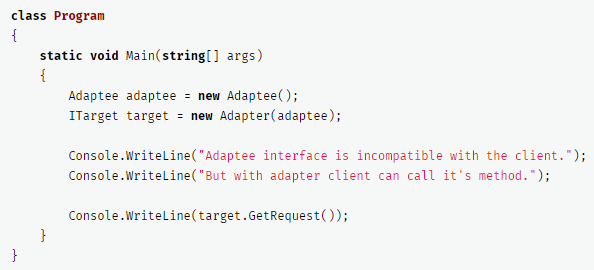 class Program
{
    static void Main(string[] args)
    {
        Adaptee adaptee = new Adaptee();
        ITarget target = new Adapter(adaptee);

        Console.WriteLine("Adaptee interface is incompatible with the client.");
        Console.WriteLine("But with adapter client can call it's method.");

        Console.WriteLine(target.GetRequest());
    }
}